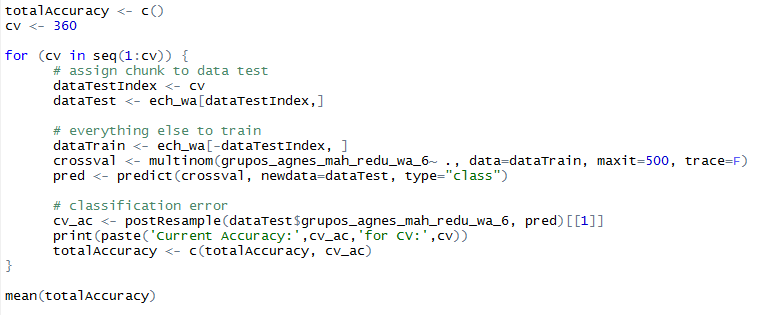 totalAccuracy <- c()
cv <- 360
for (cv in seq(1:cv)) {
# assign chunk to data test
dataTestIndex <- cv
dataTest <- ech_wa[dataTestIndex,]
# everything else to train
dataTrain <- ech_wa[-dataTestIndex, ]
crossval <- multinom(grupos_agnes_mah_redu_wa_6~ ., data=dataTrain, maxit=500, trace=F)
pred <- predict(crossval, newdata=dataTest, type="class")
# classification error
cv_ac <- postResample(dataTest$grupos_agnes_mah_redu_wa_6, pred)[[1]]
print(paste('Current Accuracy:',cv_ac,'for CV:',cv))
totalAccuracy <- c(totalAccuracy, cv_ac)
}
mean(totalAccuracy)